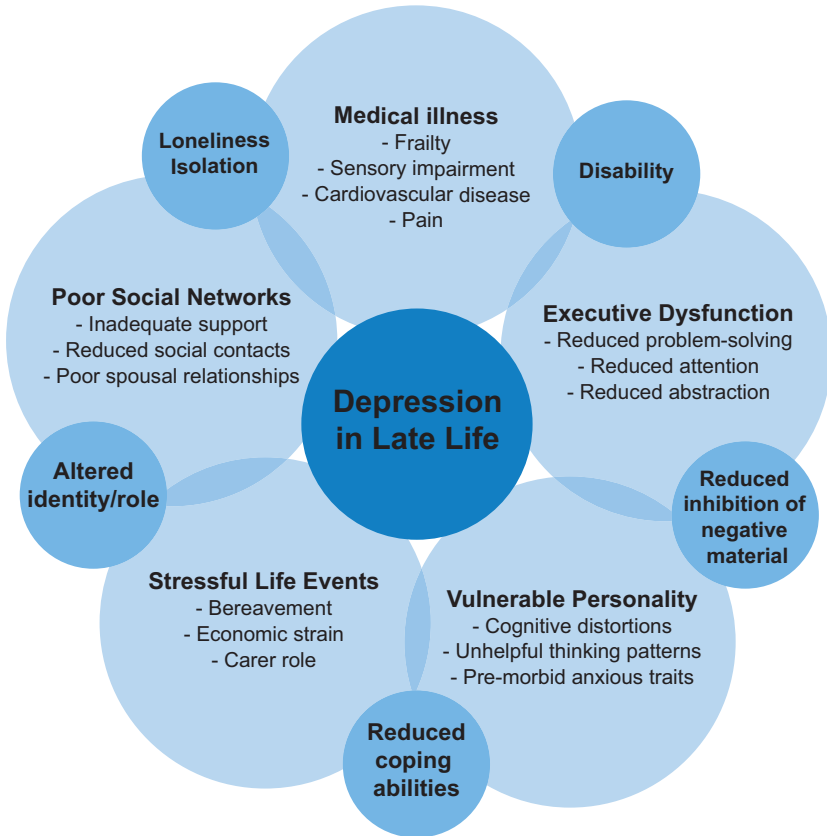 Medical illness
- Frailty
- Sensory impairment
- Cardiovascular disease
- Pain
Loneliness
Isolation
Disability
Poor Social Networks
- Inadequate support
- Reduced social contacts
- Poor spousal relationships
Executive Dysfunction
- Reduced problem-solving
- Reduced attention
- Reduced abstraction
Depression
in Late Life
Altered
identity/role
Reduced
inhibition of
negative
material
Stressful Life Events
- Bereavement
- Economic strain
- Carer role
Vulnerable Personality
- Cognitive distortions
- Unhelpful thinking patterns
- Pre-morbid anxious traits
Reduced
coping
abilities